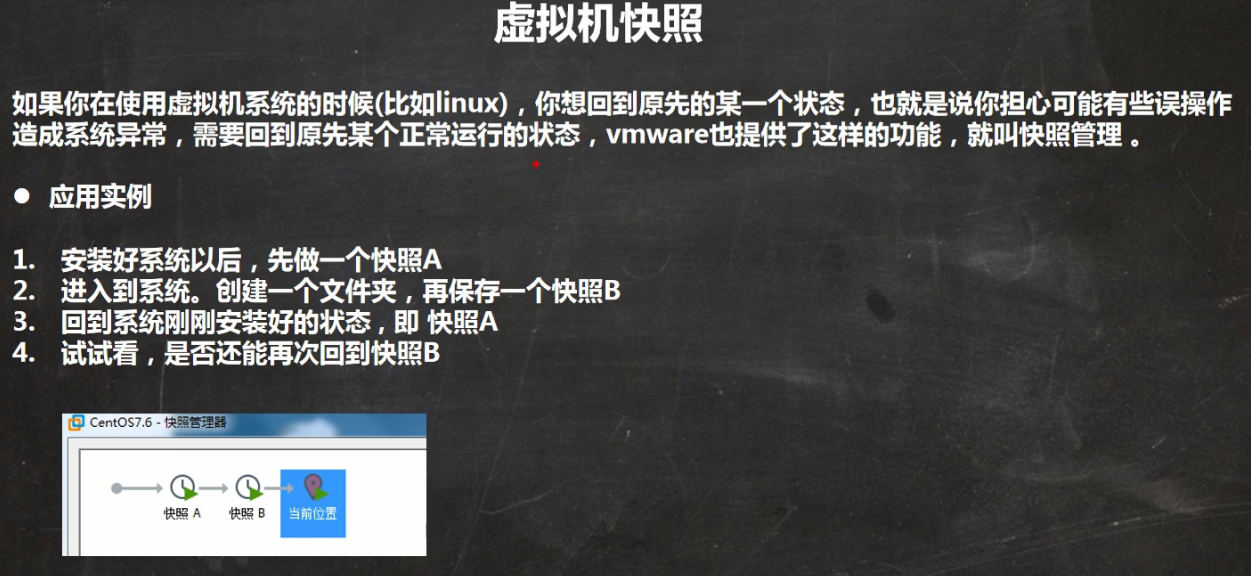 虚拟机快照
如果你在使用虚拟机系统的时候(比如linux)，你想回到原先的某一个状态，也就是说你担心可能有些误操作
造成系统异常，需要回到原先某个正常运行的状态，vmware也提供了这样的功能，就叫快照管理 。
● 应用实例
1. 安装好系统以后，先做一个快照A
2. 进入到系统。创建一个文件夹，再保存一个快照B
3. 回到系统刚刚安装好的状态，即 快照A
4. 试试看，是否还能再次回到快照B
CentOS7.6 - 快照管理器
快照 A 快照 B 当前位置